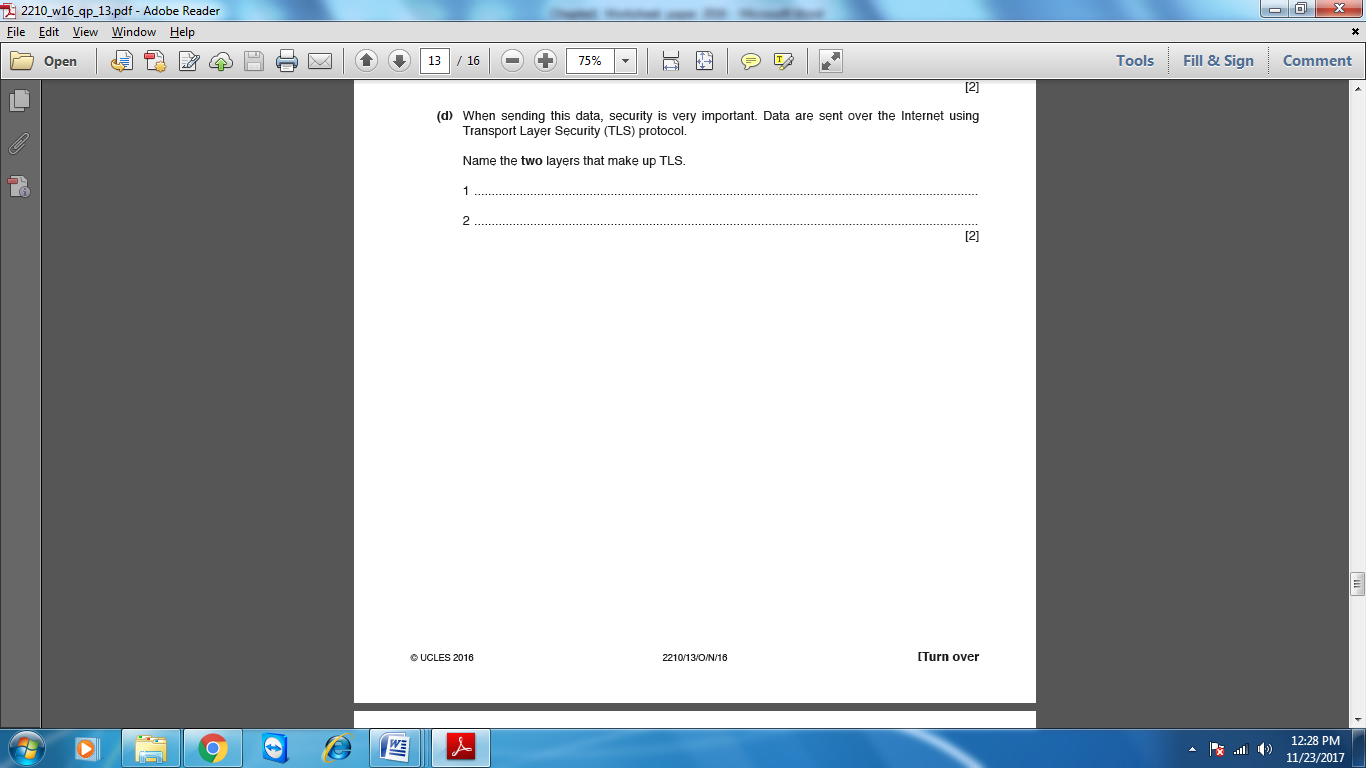 2210_w16_qp_13.pdf - Adobe Reader
File Edit View Window Help
Open 13 / 16 75% Tools Fill & Sign Comment
[2]
(d) When sending this data, security is very important. Data are sent over the Internet using
Transport Layer Security (TLS) protocol.
Name the two layers that make up TLS.
1 ................................................................
2 ................................................................
[2]
© UCLES 2016 2210/13/O/N/16 [Turn over
12:28 PM
11/23/2017